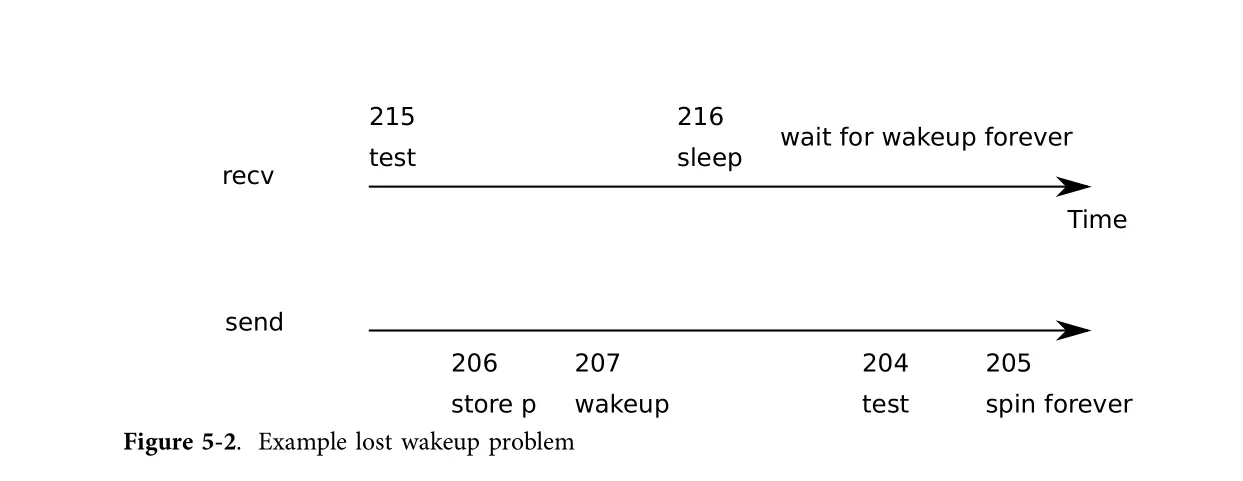 215
216
wait for wakeup forever
test
sleep
recv
Time
send
206
207
204
205
store p
wakeup
test
spin forever
Figure 5-2. Example lost wakeup problem